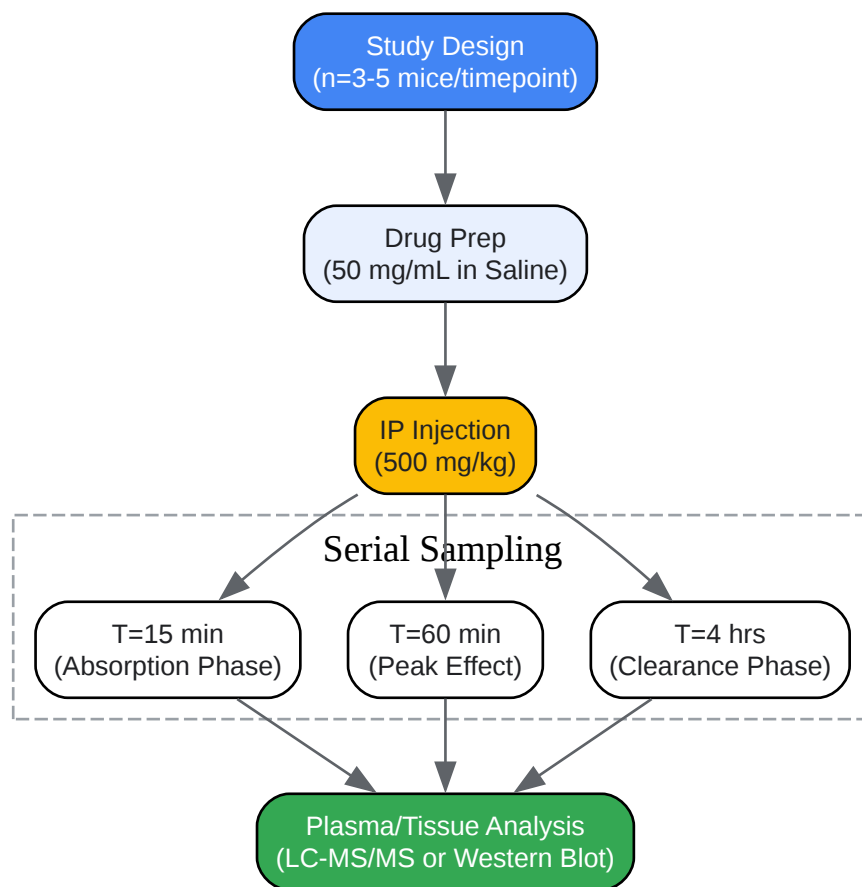 Study Design
(n=3-5 mice/timepoint)
Drug Prep
(50 mg/mL in Saline)
IP Injection
(500 mg/kg)
Serial Sampling
T=15 min
(Absorption Phase)
T=60 min
(Peak Effect)
T=4 hrs
(Clearance Phase)
Plasma/Tissue Analysis
(LC-MS/MS or Western Blot)